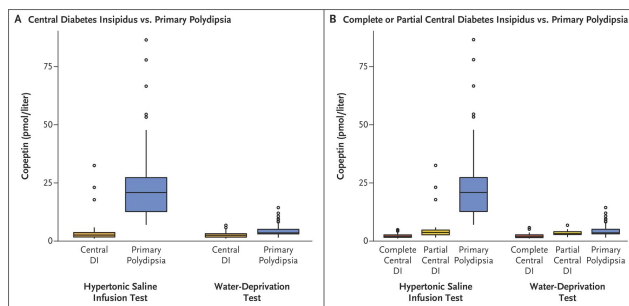 A Central Diabetes Insipidus vs. Primary Polydipsia
Copeptin (pmol/liter)
75
50
25
0
Central
DI
Primary
Polydipsia
Central
DI
Primary
Polydipsia
Hypertonic Saline
Infusion Test
Water-Deprivation
Test
B Complete or Partial Central Diabetes Insipidus vs. Primary Polydipsia
Copeptin (pmol/liter)
75
50
25
0
Complete
Central
DI
Partial
Central
DI
Primary
Polydipsia
Complete
Central
DI
Partial
Central
DI
Primary
Polydipsia
Hypertonic Saline
Infusion Test
Water-Deprivation
Test